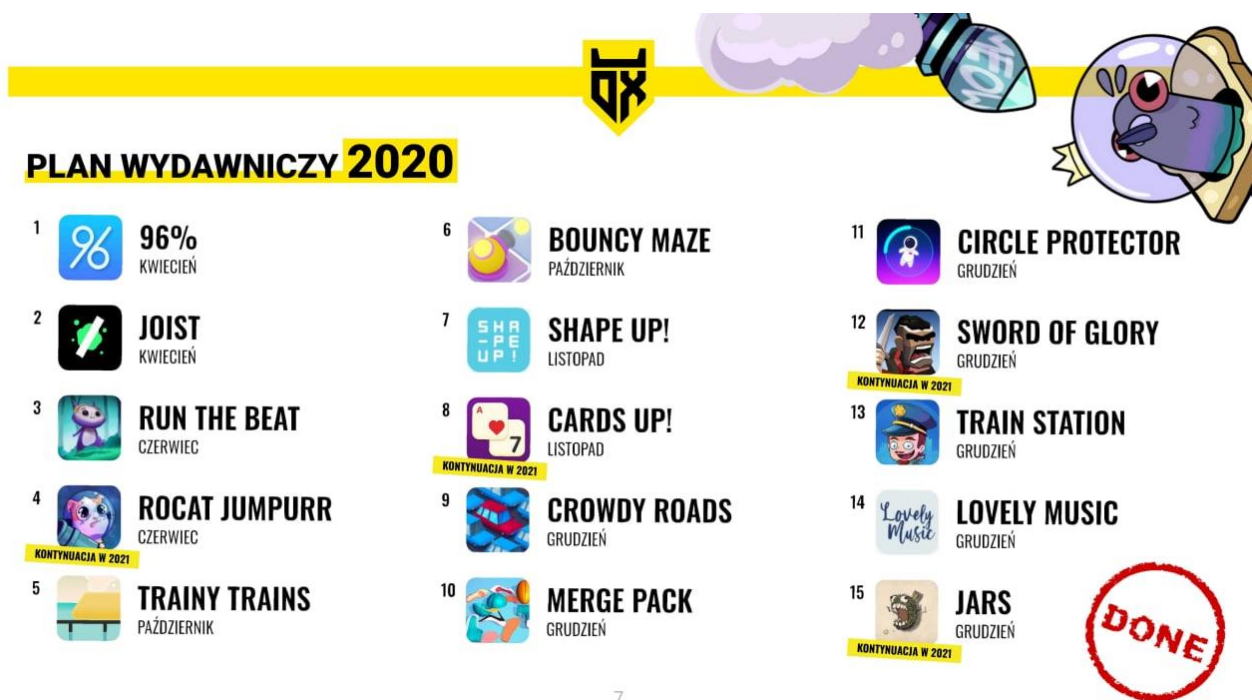 OX
MEOW
PLAN WYDAWNICZY 2020
1
96%
KWIECIEŃ
2
JOIST
KWIECIEŃ
3
RUN THE BEAT
CZERWIEC
4
ROCAT JUMPURR
CZERWIEC
KONTYNUACJA W 2021
5
TRAINY TRAINS
PAŹDZIERNIK
6
BOUNCY MAZE
PAŹDZIERNIK
7
SHA
-PE
UP!
SHAPE UP!
LISTOPAD
8
A
7
CARDS UP!
LISTOPAD
KONTYNUACJA W 2021
9
CROWDY ROADS
GRUDZIEŃ
10
MERGE PACK
GRUDZIEŃ
11
CIRCLE PROTECTOR
GRUDZIEŃ
12
SWORD OF GLORY
GRUDZIEŃ
KONTYNUACJA W 2021
13
TRAIN STATION
GRUDZIEŃ
14
Lovely
Music
LOVELY MUSIC
GRUDZIEŃ
15
JARS
GRUDZIEŃ
KONTYNUACJA W 2021
DONE
7